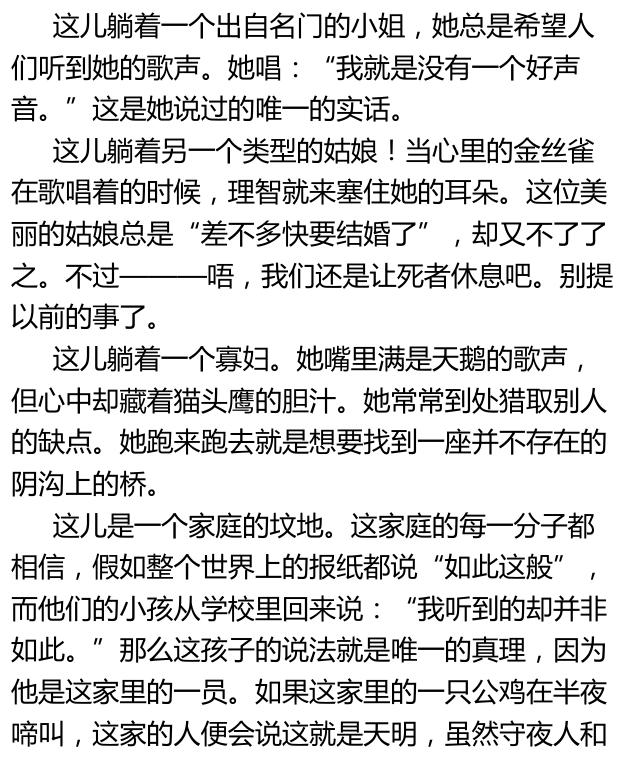 这儿躺着一个出自名门的小姐，她总是希望人
们听到她的歌声。她唱：“我就是没有一个好声
音。”这是她说过的唯一的实话。
这儿躺着另一个类型的姑娘！当心里的金丝雀
在歌唱着的时候，理智就来塞住她的耳朵。这位美
丽的姑娘总是“差不多快要结婚了”，却又不了了
之。不过———唔，我们还是让死者休息吧。别提
以前的事了。
这儿躺着一个寡妇。她嘴里满是天鹅的歌声，
但心中却藏着猫头鹰的胆汁。她常常到处猎取别人
的缺点。她跑来跑去就是想要找到一座并不存在的
阴沟上的桥。
这儿是一个家庭的坟地。这家庭的每一分子都
相信，假如整个世界上的报纸都说“如此这般”，
而他们的小孩从学校里回来说：“我听到的却并非
如此。”那么这孩子的说法就是唯一的真理，因为
他是这家里的一员。如果这家里的一只公鸡在半夜
啼叫，这家的人便会说这就是天明，虽然守夜人和